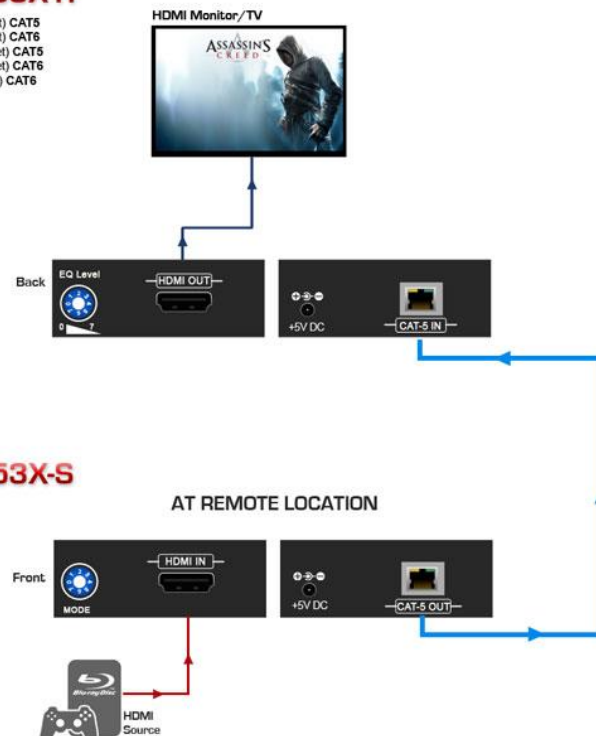 HDMI Monitor/TV
CAT5
CAT6
CAT5
CAT6
CAT6
ASSASSIN'S
CREED
Back
EQ Level
0 7
HDMI OUT
+5V DC
CAT-5 IN
53X-S
AT REMOTE LOCATION
Front
MODE
HDMI IN
+5V DC
CAT-5 OUT
Blu-ray Disc
HDMI
Source